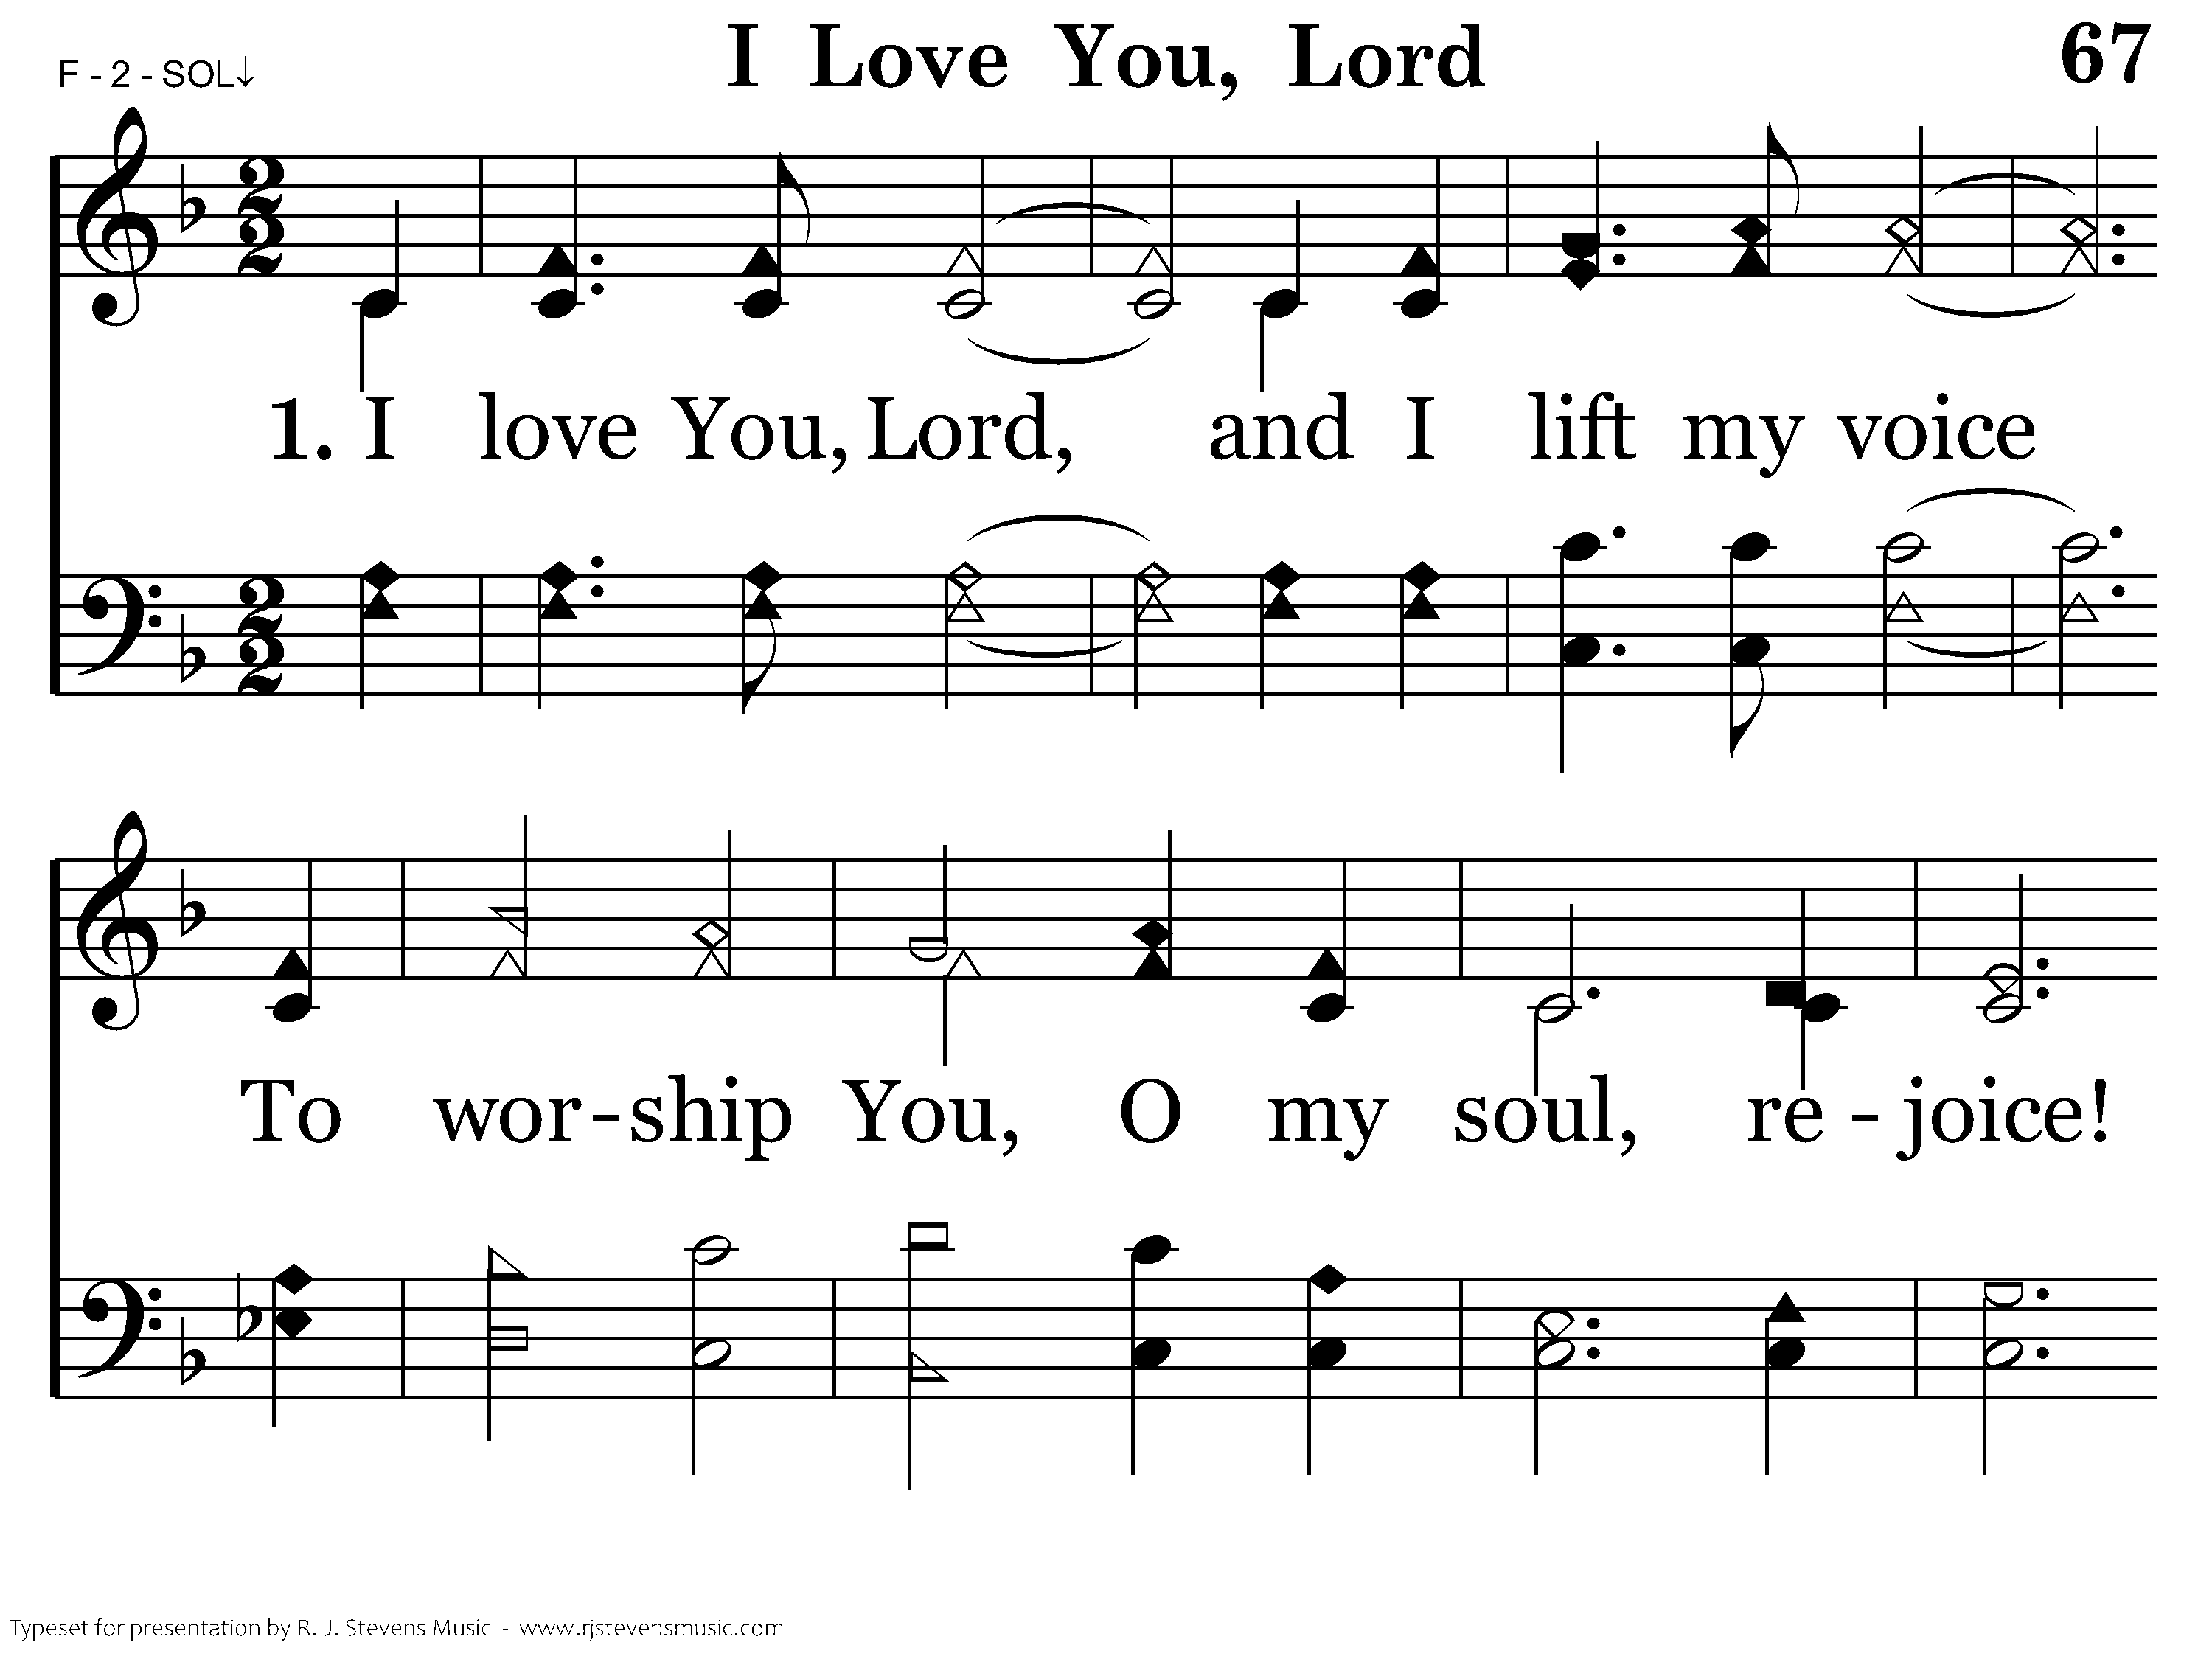 I Love You, Lord 67
F - 2 - SOL↓
1. I love You, Lord, and I lift my voice
To wor-ship You, O my soul, re - joice!
Typeset for presentation by R. J. Stevens Music - www.rjstevensmusic.com